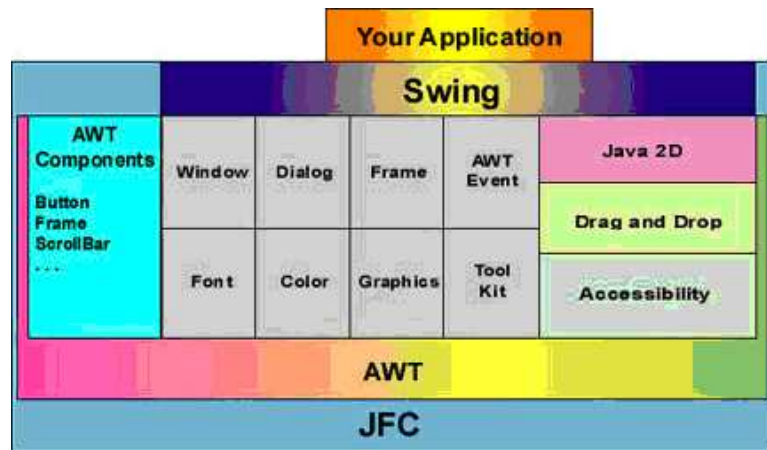 Your Application
Swing
AWT
Components
Button
Frame
ScrollBar
. . .
Window
Dialog
Frame
AWT
Event
Java 2D
Drag and Drop
Font
Color
Graphics
Tool
Kit
Accessibility
AWT
JFC